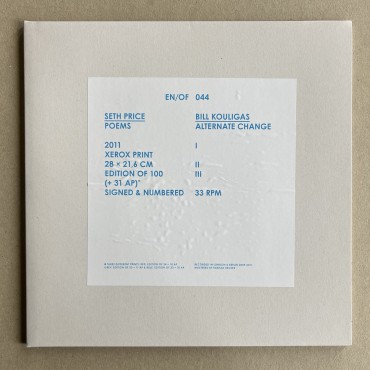 EN/OF 044
SETH PRICE BILL KOULIGAS
POEMS ALTERNATE CHANGE
2011 I
XEROX PRINT
28 × 21,6 CM II
EDITION OF 100 III
(+ 31 AP)*
SIGNED & NUMBERED 33 RPM